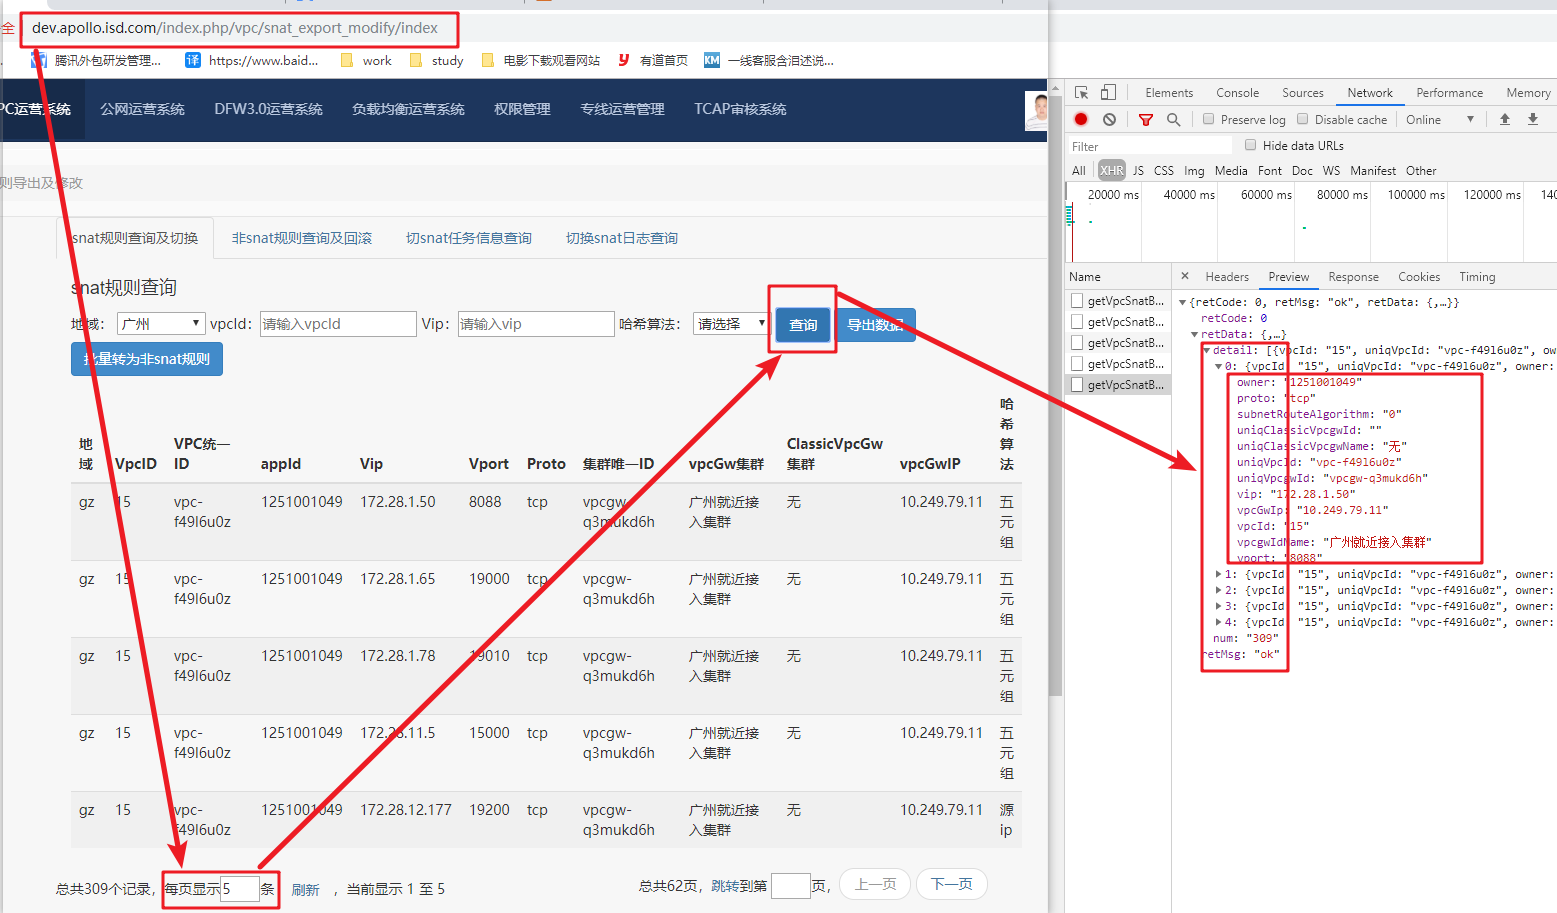 全 dev.apollo.isd.com/index.php/vpc/snat_export_modify/index
腾讯外包研发管理... 译 https://www.baid... work study 电影下载观看网站 y 有道首页 KM 一线客服含泪述说...
PC运营系统 公网运营系统 DFW3.0运营系统 负载均衡运营系统 权限管理 专线运营管理 TCAP审核系统
则导出及修改
snat规则查询及切换 非snat规则查询及回滚 切snat任务信息查询 切换snat日志查询
snat规则查询
地域: 广州 vpcId: 请输入vpcId Vip: 请输入vip 哈希算法: 请选择 查询 导出数据
批量转为非snat规则
地域 VpcID VPC统一ID appId Vip Vport Proto 集群唯一ID vpcGw集群 ClassicVpcGw集群 vpcGwIP 哈希算法
gz 15 vpc-f49l6u0z 1251001049 172.28.1.50 8088 tcp vpcgw-q3mukd6h 广州就近接入集群 无 10.249.79.11 五元组
gz 15 vpc-f49l6u0z 1251001049 172.28.1.65 19000 tcp vpcgw-q3mukd6h 广州就近接入集群 无 10.249.79.11 五元组
gz 15 vpc-f49l6u0z 1251001049 172.28.1.78 19010 tcp vpcgw-q3mukd6h 广州就近接入集群 无 10.249.79.11 五元组
gz 15 vpc-f49l6u0z 1251001049 172.28.11.5 15000 tcp vpcgw-q3mukd6h 广州就近接入集群 无 10.249.79.11 五元组
gz 15 vpc-f49l6u0z 1251001049 172.28.12.177 19200 tcp vpcgw-q3mukd6h 广州就近接入集群 无 10.249.79.11 源ip
总共309个记录, 每页显示 5 条 刷新 , 当前显示 1 至 5 总共62页, 跳转到第 页, 上一页 下一页
Elements Console Sources Network Performance Memory
Preserve log Disable cache Online
Filter Hide data URLs
All XHR JS CSS Img Media Font Doc WS Manifest Other
20000 ms 40000 ms 60000 ms 80000 ms 100000 ms 120000 ms 140
Name × Headers Preview Response Cookies Timing
getVpcSnatB...
getVpcSnatB...
getVpcSnatB...
getVpcSnatB...
getVpcSnatB...
{retCode: 0, retMsg: "ok", retData: {,…}}
retCode: 0
retData: {,…}
detail: [{vpcId: "15", uniqVpcId: "vpc-f49l6u0z", ow
0: {vpcId: "15", uniqVpcId: "vpc-f49l6u0z", owner:
owner: "1251001049"
proto: "tcp"
subnetRouteAlgorithm: "0"
uniqClassicVpcgwId: ""
uniqClassicVpcgwName: "无"
uniqVpcId: "vpc-f49l6u0z"
uniqVpcgwId: "vpcgw-q3mukd6h"
vip: "172.28.1.50"
vpcGwIp: "10.249.79.11"
vpcId: "15"
vpcgwIdName: "广州就近接入集群"
vport: "8088"
1: {vpcId: "15", uniqVpcId: "vpc-f49l6u0z", owner:
2: {vpcId: "15", uniqVpcId: "vpc-f49l6u0z", owner:
3: {vpcId: "15", uniqVpcId: "vpc-f49l6u0z", owner:
4: {vpcId: "15", uniqVpcId: "vpc-f49l6u0z", owner:
num: "309"
retMsg: "ok"